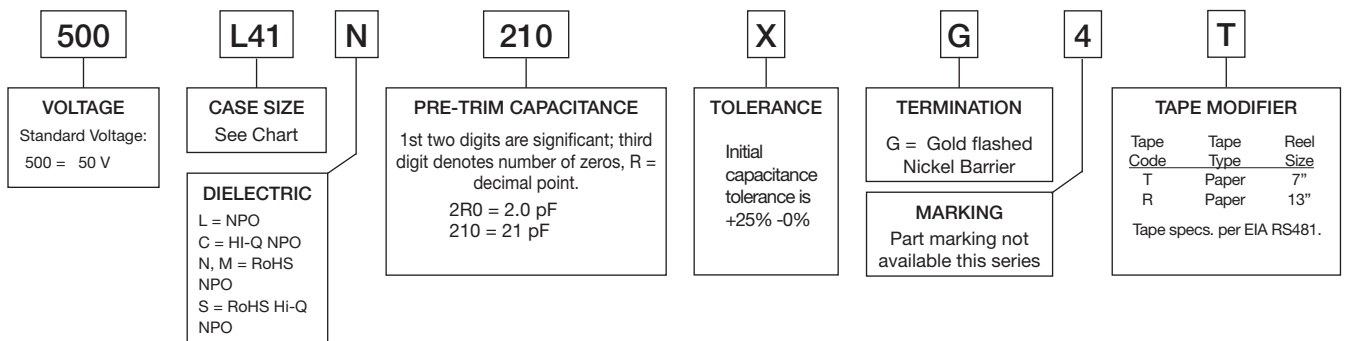 500 L41 N 210 X G 4 T
VOLTAGE
Standard Voltage:
500 = 50 V
CASE SIZE
See Chart
DIELECTRIC
L = NPO
C = HI-Q NPO
N, M = RoHS
NPO
S = RoHS Hi-Q
NPO
PRE-TRIM CAPACITANCE
1st two digits are significant; third
digit denotes number of zeros, R =
decimal point.
2R0 = 2.0 pF
210 = 21 pF
TOLERANCE
Initial
capacitance
tolerance is
+25% -0%
TERMINATION
G = Gold flashed
Nickel Barrier
MARKING
Part marking not
available this series
TAPE MODIFIER
Tape Tape Reel
Code Type Size
T Paper 7”
R Paper 13”
Tape specs. per EIA RS481.